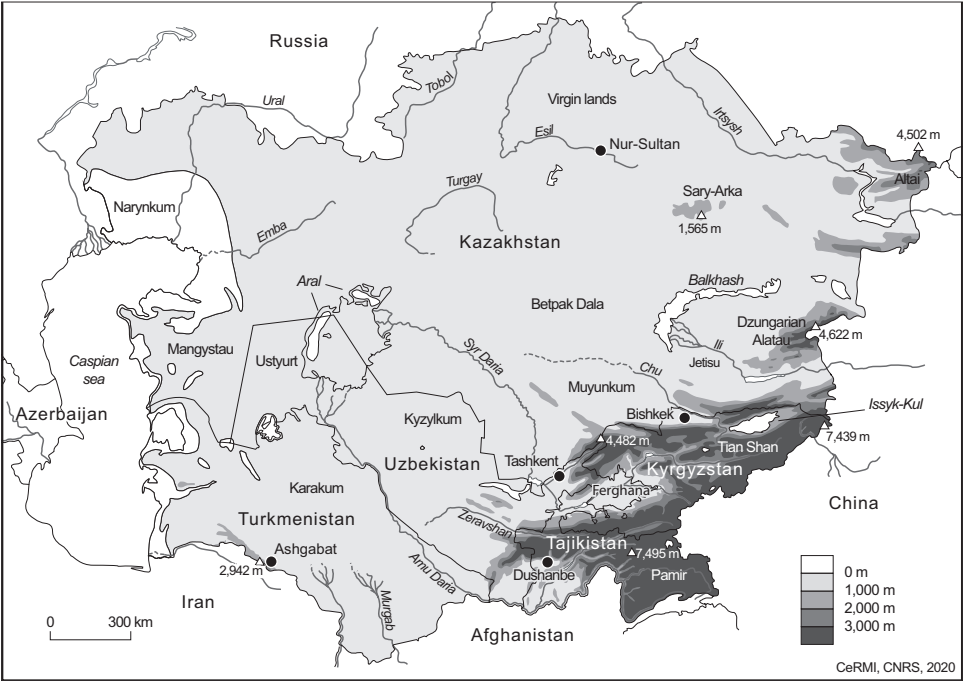 Russia
Tobol
Ural
Virgin lands
Irtsysh
Esil
Nur-Sultan
4,502 m
Altai
Turgay
Sary-Arka
1,565 m
Narynkum
Emba
Kazakhstan
Aral
Balkhash
Betpak Dala
Dzungarian
Alatau
4,622 m
Mangystau
Ustyurt
Syr Daria
Ili
Jetisu
Caspian
sea
Chu
Muyunkum
Azerbaijan
Bishkek
Issyk-Kul
Kyzylkum
4,482 m
Tian Shan
7,439 m
Uzbekistan
Tashkent
Kyrgyzstan
Karakum
Ferghana
China
Turkmenistan
Zeravshan
Tajikistan
7,495 m
Ashgabat
2,942 m
Amu Daria
Dushanbe
Pamir
Iran
Murgab
Afghanistan
0 300 km
0 m
1,000 m
2,000 m
3,000 m
CeRMI, CNRS, 2020